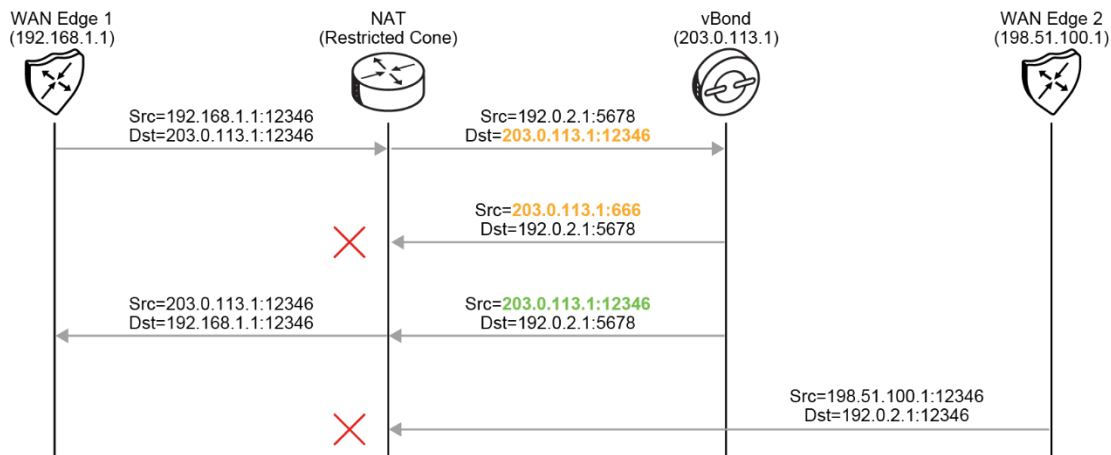 WAN Edge 1
(192.168.1.1)
NAT
(Restricted Cone)
vBond
(203.0.113.1)
WAN Edge 2
(198.51.100.1)
Src=192.168.1.1:12346
Dst=203.0.113.1:12346
Src=192.0.2.1:5678
Dst=203.0.113.1:12346
Src=203.0.113.1:666
Dst=192.0.2.1:5678
Src=203.0.113.1:12346
Dst=192.168.1.1:12346
Src=203.0.113.1:12346
Dst=192.0.2.1:5678
Src=198.51.100.1:12346
Dst=192.0.2.1:12346